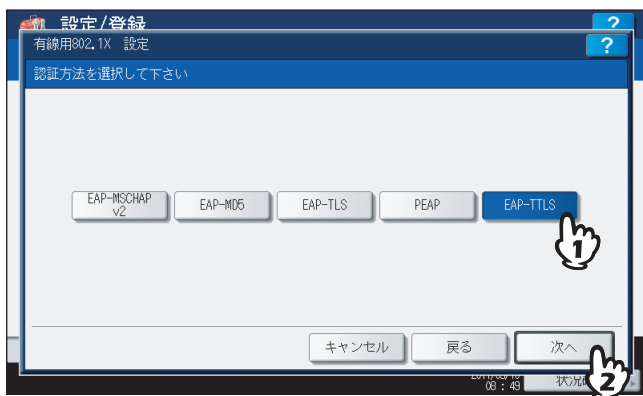 設定/登録
?
有線用802.1X 設定
?
認証方法を選択して下さい
EAP-MSCHAP
v2
EAP-MD5
EAP-TLS
PEAP
EAP-TTLS
1
キャンセル
戻る
次へ
2
08:49
状況